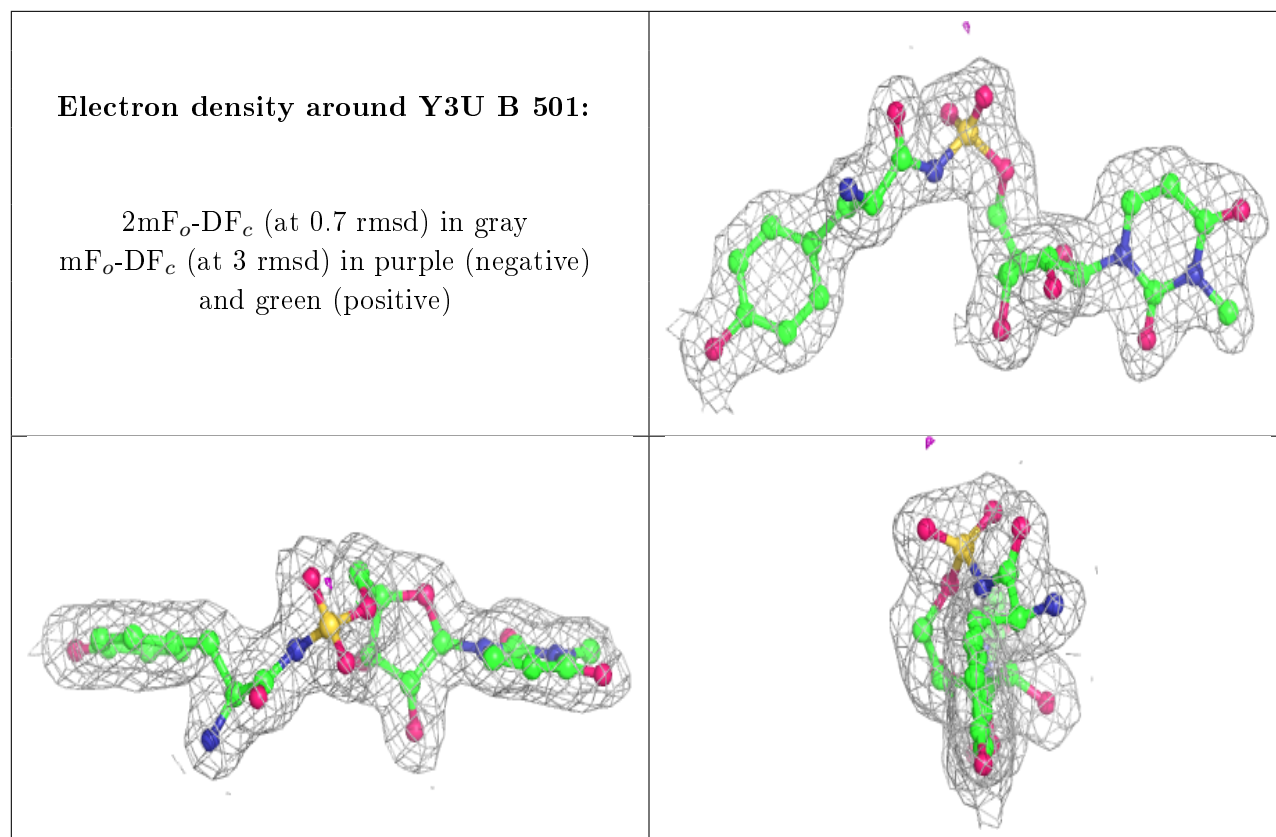 Electron density around Y3U B 501:
2mFo-DFc (at 0.7 rmsd) in gray
mFo-DFc (at 3 rmsd) in purple (negative)
and green (positive)